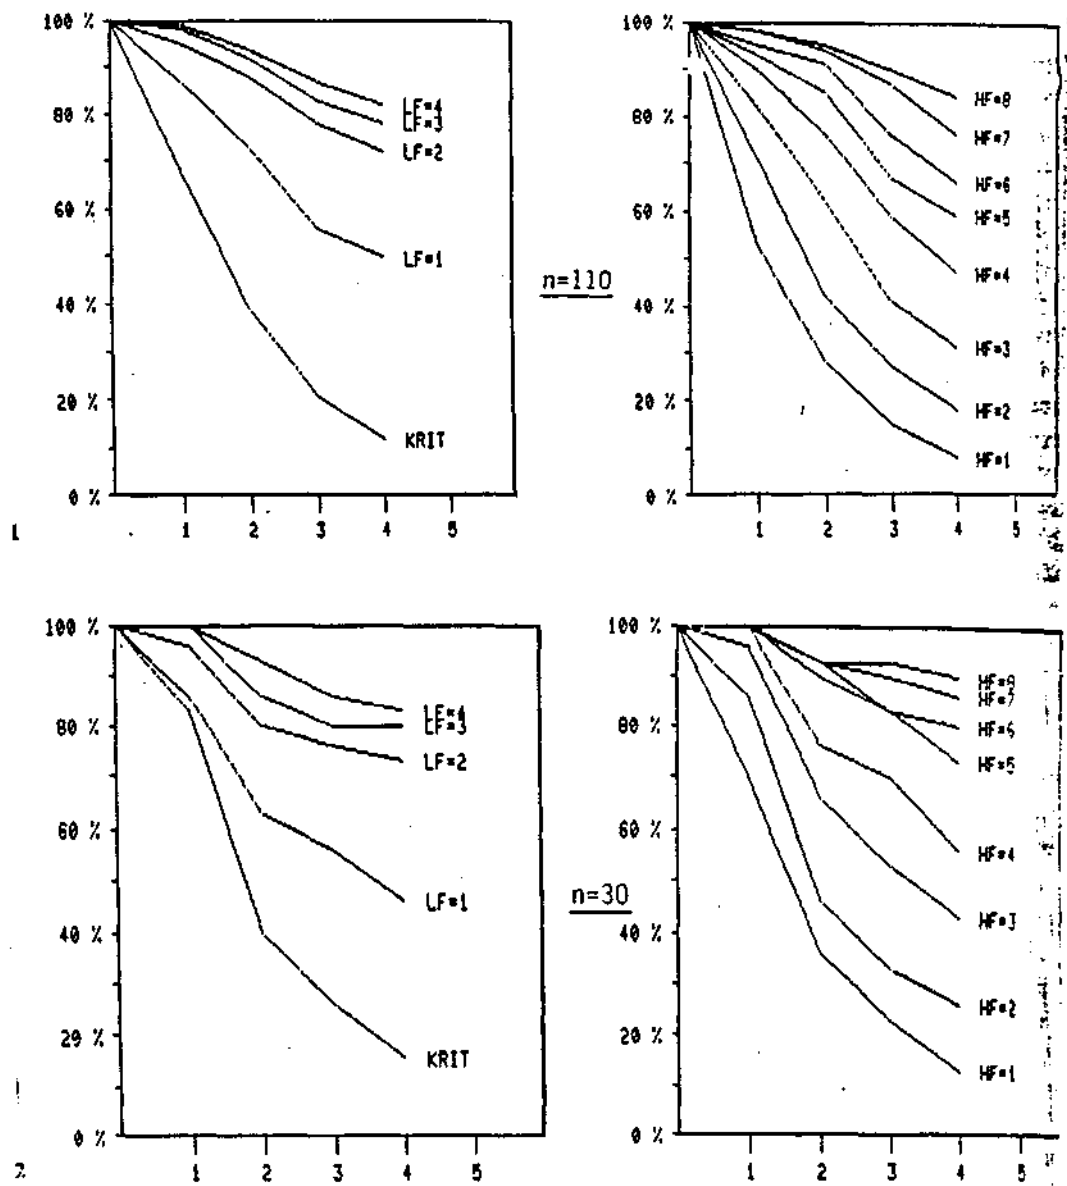 100 %
80 %
60 %
40 %
20 %
0 %
LF=4
LF=3
LF=2
LF=1
KRIT
1 2 3 4 5
n=110
100 %
80 %
60 %
40 %
20 %
0 %
HF=8
HF=7
HF=6
HF=5
HF=4
HF=3
HF=2
HF=1
1 2 3 4 5
1
100 %
80 %
60 %
40 %
20 %
0 %
LF=4
LF=3
LF=2
LF=1
KRIT
1 2 3 4 5
n=30
100 %
80 %
60 %
40 %
20 %
0 %
HF=8
HF=7
HF=6
HF=5
HF=4
HF=3
HF=2
HF=1
1 2 3 4 5
2